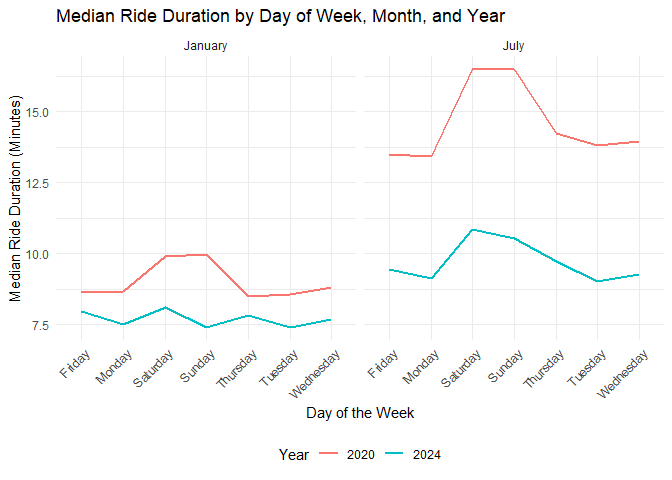 Median Ride Duration by Day of Week, Month, and Year
January
July
Median Ride Duration (Minutes)
15.0
12.5
10.0
7.5
Friday
Monday
Saturday
Sunday
Thursday
Tuesday
Wednesday
Friday
Monday
Saturday
Sunday
Thursday
Tuesday
Wednesday
Day of the Week
Year 2020 2024